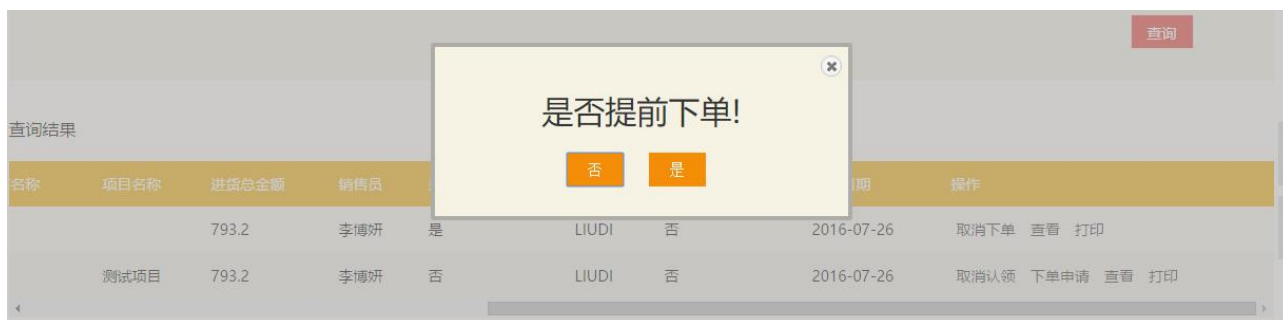 查询
是否提前下单!
否 是
查询结果
名称 项目名称 进货总金额 销售员 期 操作
793.2 李博妍 是 LIUDI 否 2016-07-26 取消下单 查看 打印
测试项目 793.2 李博妍 否 LIUDI 否 2016-07-26 取消认领 下单申请 查看 打印